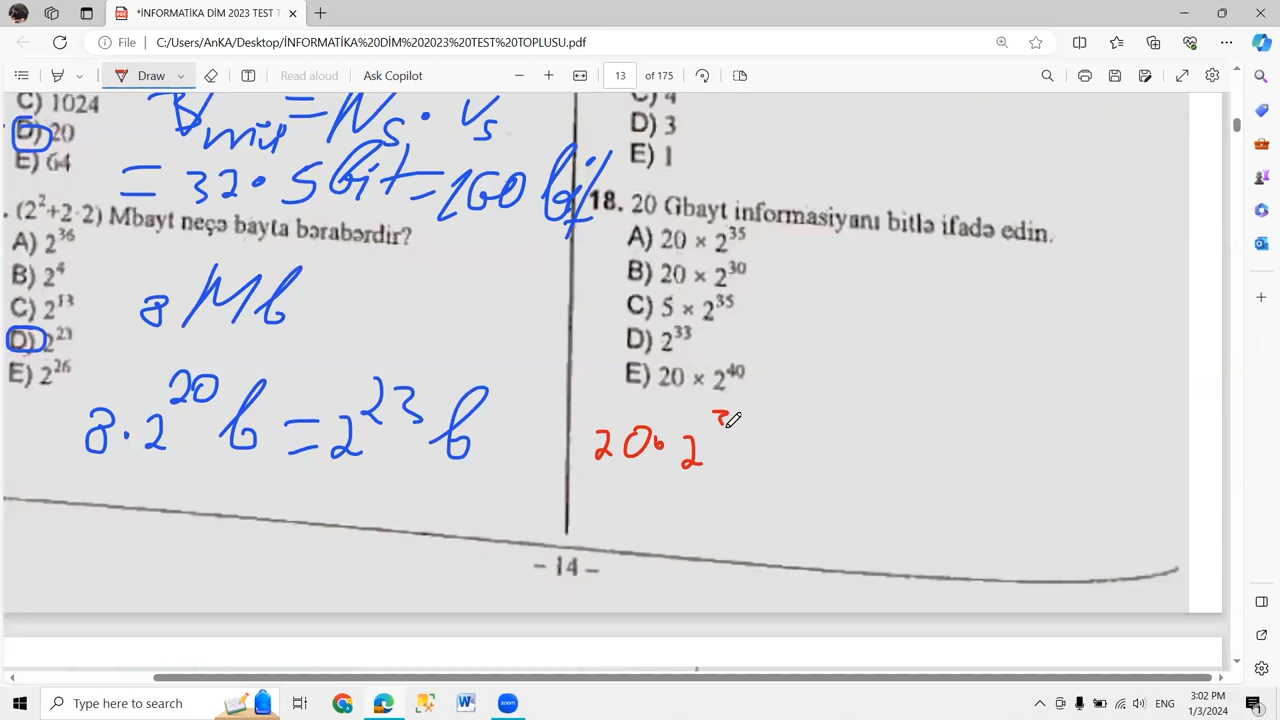 *İNFORMATİKA DİM 2023 TEST T
File
C:/Users/AnKA/Desktop/İNFORMATİKA%20DİM%202023%20TEST%20TOPLUSU.pdf
Draw
Read aloud
Ask Copilot
13 of 175
C) 1024
D) 20
E) 64
= N_s · v_s
= 32 · 5 bit = 160 bit
. (2²+2·2) Mbayt neçə bayta bərabərdir?
A) 2³⁶
B) 2⁴
C) 2¹³
D) 2²³
E) 2²⁶
8 Mb
8 · 2²⁰ b = 2²³ b
C) 4
D) 3
E) 1
18. 20 Gbayt informasiyanı bitlə ifadə edin.
A) 20 × 2³⁵
B) 20 × 2³⁰
C) 5 × 2³⁵
D) 2³³
E) 20 × 2⁴⁰
20 · 2
– 14 –
Type here to search
ENG
3:02 PM
1/3/2024